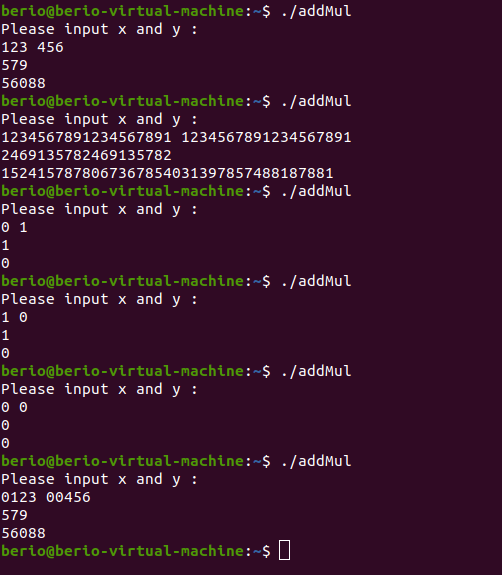 berio@berio-virtual-machine:~$ ./addMul
Please input x and y :
123 456
579
56088
berio@berio-virtual-machine:~$ ./addMul
Please input x and y :
1234567891234567891 1234567891234567891
2469135782469135782
1524157878067367854031397857488187881
berio@berio-virtual-machine:~$ ./addMul
Please input x and y :
0 1
1
0
berio@berio-virtual-machine:~$ ./addMul
Please input x and y :
1 0
1
0
berio@berio-virtual-machine:~$ ./addMul
Please input x and y :
0 0
0
0
berio@berio-virtual-machine:~$ ./addMul
Please input x and y :
0123 00456
579
56088
berio@berio-virtual-machine:~$